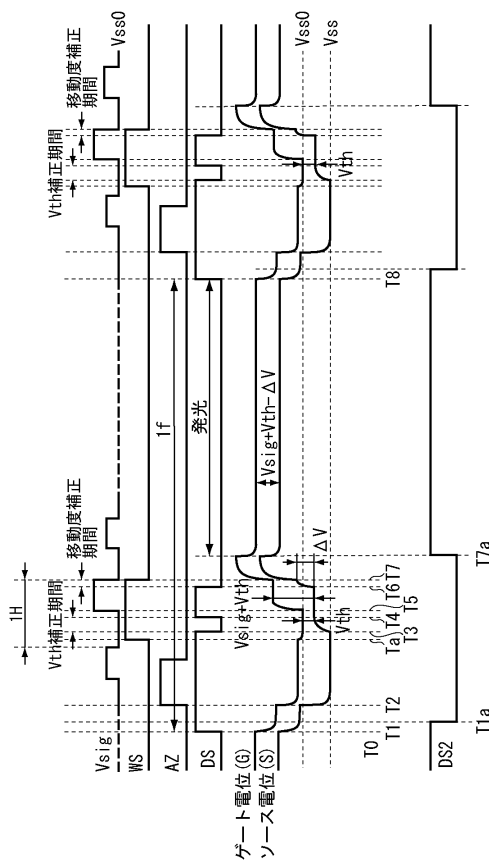 1H
Vth補正期間
移動度補正
期間
Vth補正期間
移動度補正
期間
Vsig
Vss0
WS
AZ
1f
DS
発光
ゲート電位(G)
ソース電位(S)
Vsig+Vth
Vsig+Vth-ΔV
ΔV
Vth
Vth
Vss0
Vss
T0
T1
T2
Ta
T3
T4
T5
T6
T7
T8
DS2
T1a
T7a